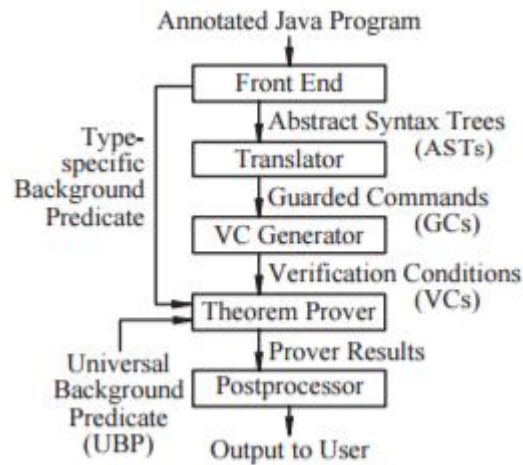 Annotated Java Program
Front End
Abstract Syntax Trees
(ASTs)
Type-
specific
Background
Predicate
Translator
Guarded Commands
(GCs)
VC Generator
Verification Conditions
(VCs)
Theorem Prover
Universal
Background
Predicate
(UBP)
Prover Results
Postprocessor
Output to User